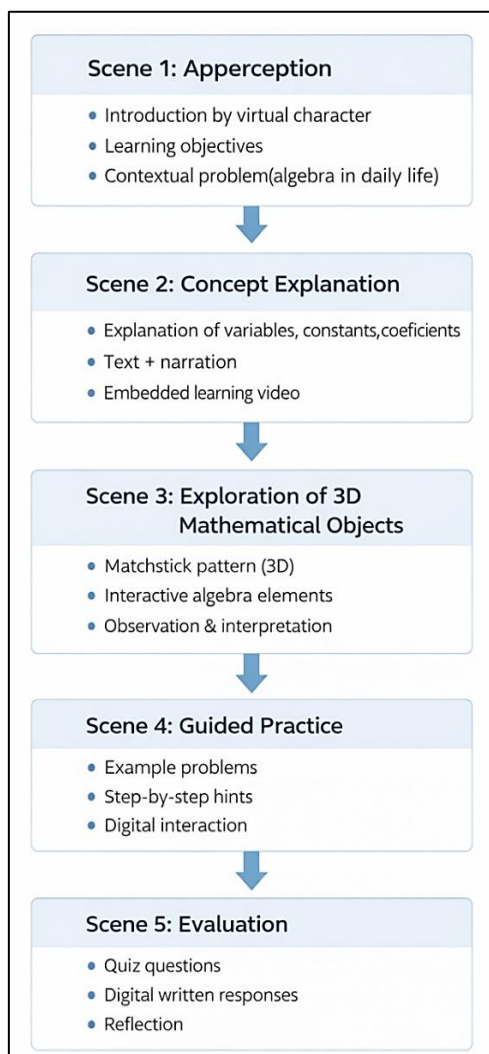 Scene 1: Apperception
• Introduction by virtual character
• Learning objectives
• Contextual problem(algebra in daily life)
Scene 2: Concept Explanation
• Explanation of variables, constants,coeficients
• Text + narration
• Embedded learning video
Scene 3: Exploration of 3D
Mathematical Objects
• Matchstick pattern (3D)
• Interactive algebra elements
• Observation & interpretation
Scene 4: Guided Practice
• Example problems
• Step-by-step hints
• Digital interaction
Scene 5: Evaluation
• Quiz questions
• Digital written responses
• Reflection